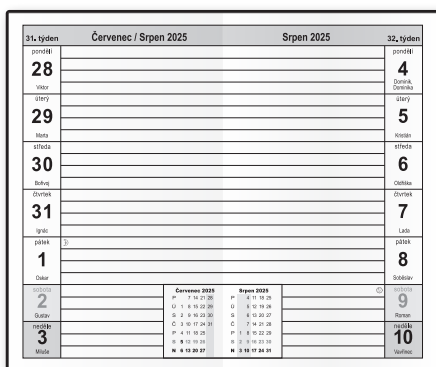 31. týden
Červenec / Srpen 2025
Srpen 2025
32. týden
pondělí
28
Viktor
úterý
29
Marta
středa
30
Bořivoj
čtvrtek
31
Ignác
pátek
1
Oskar
sobota
2
Gustav
neděle
3
Miluše
Červenec 2025
P 7 14 21 28
Ú 1 8 15 22 29
S 2 9 16 23 30
Č 3 10 17 24 31
P 4 11 18 25
S 5 12 19 26
N 6 13 20 27
Srpen 2025
P 4 11 18 25
Ú 5 12 19 26
S 6 13 20 27
Č 7 14 21 28
P 1 8 15 22 29
S 2 9 16 23 30
N 3 10 17 24 31
pondělí
4
Dominik,
Dominika
úterý
5
Kristián
středa
6
Oldřiška
čtvrtek
7
Lada
pátek
8
Soběslav
sobota
9
Roman
neděle
10
Vavřinec